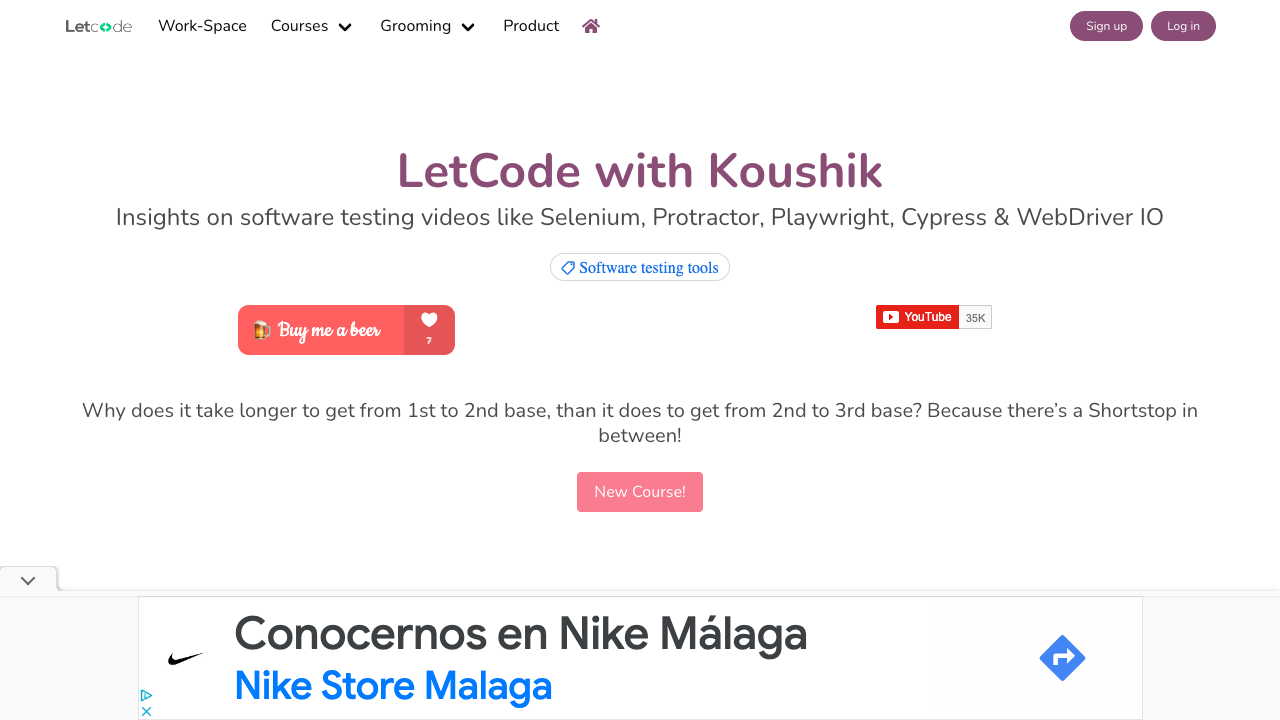 Letcode Work-Space Courses Grooming Product Sign up Log in
LetCode with Koushik
Insights on software testing videos like Selenium, Protractor, Playwright, Cypress & WebDriver IO
Software testing tools
Buy me a beer 7
YouTube 35K
Why does it take longer to get from 1st to 2nd base, than it does to get from 2nd to 3rd base? Because there’s a Shortstop in
between!
New Course!
Conocernos en Nike Málaga
Nike Store Malaga